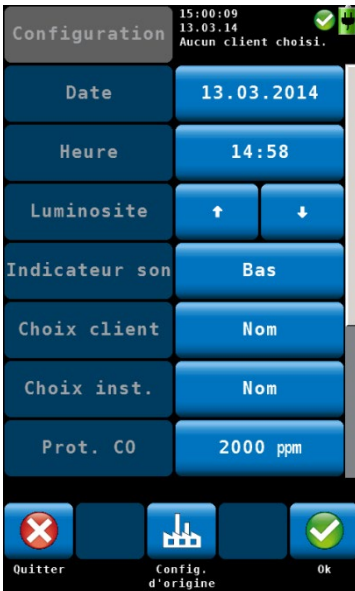 Configuration
15:00:09
13.03.14
Aucun client choisi.
Date
13.03.2014
Heure
14:58
Luminosite
Indicateur son
Bas
Choix client
Nom
Choix inst.
Nom
Prot. CO
2000 ppm
Quitter
Config.
d'origine
Ok